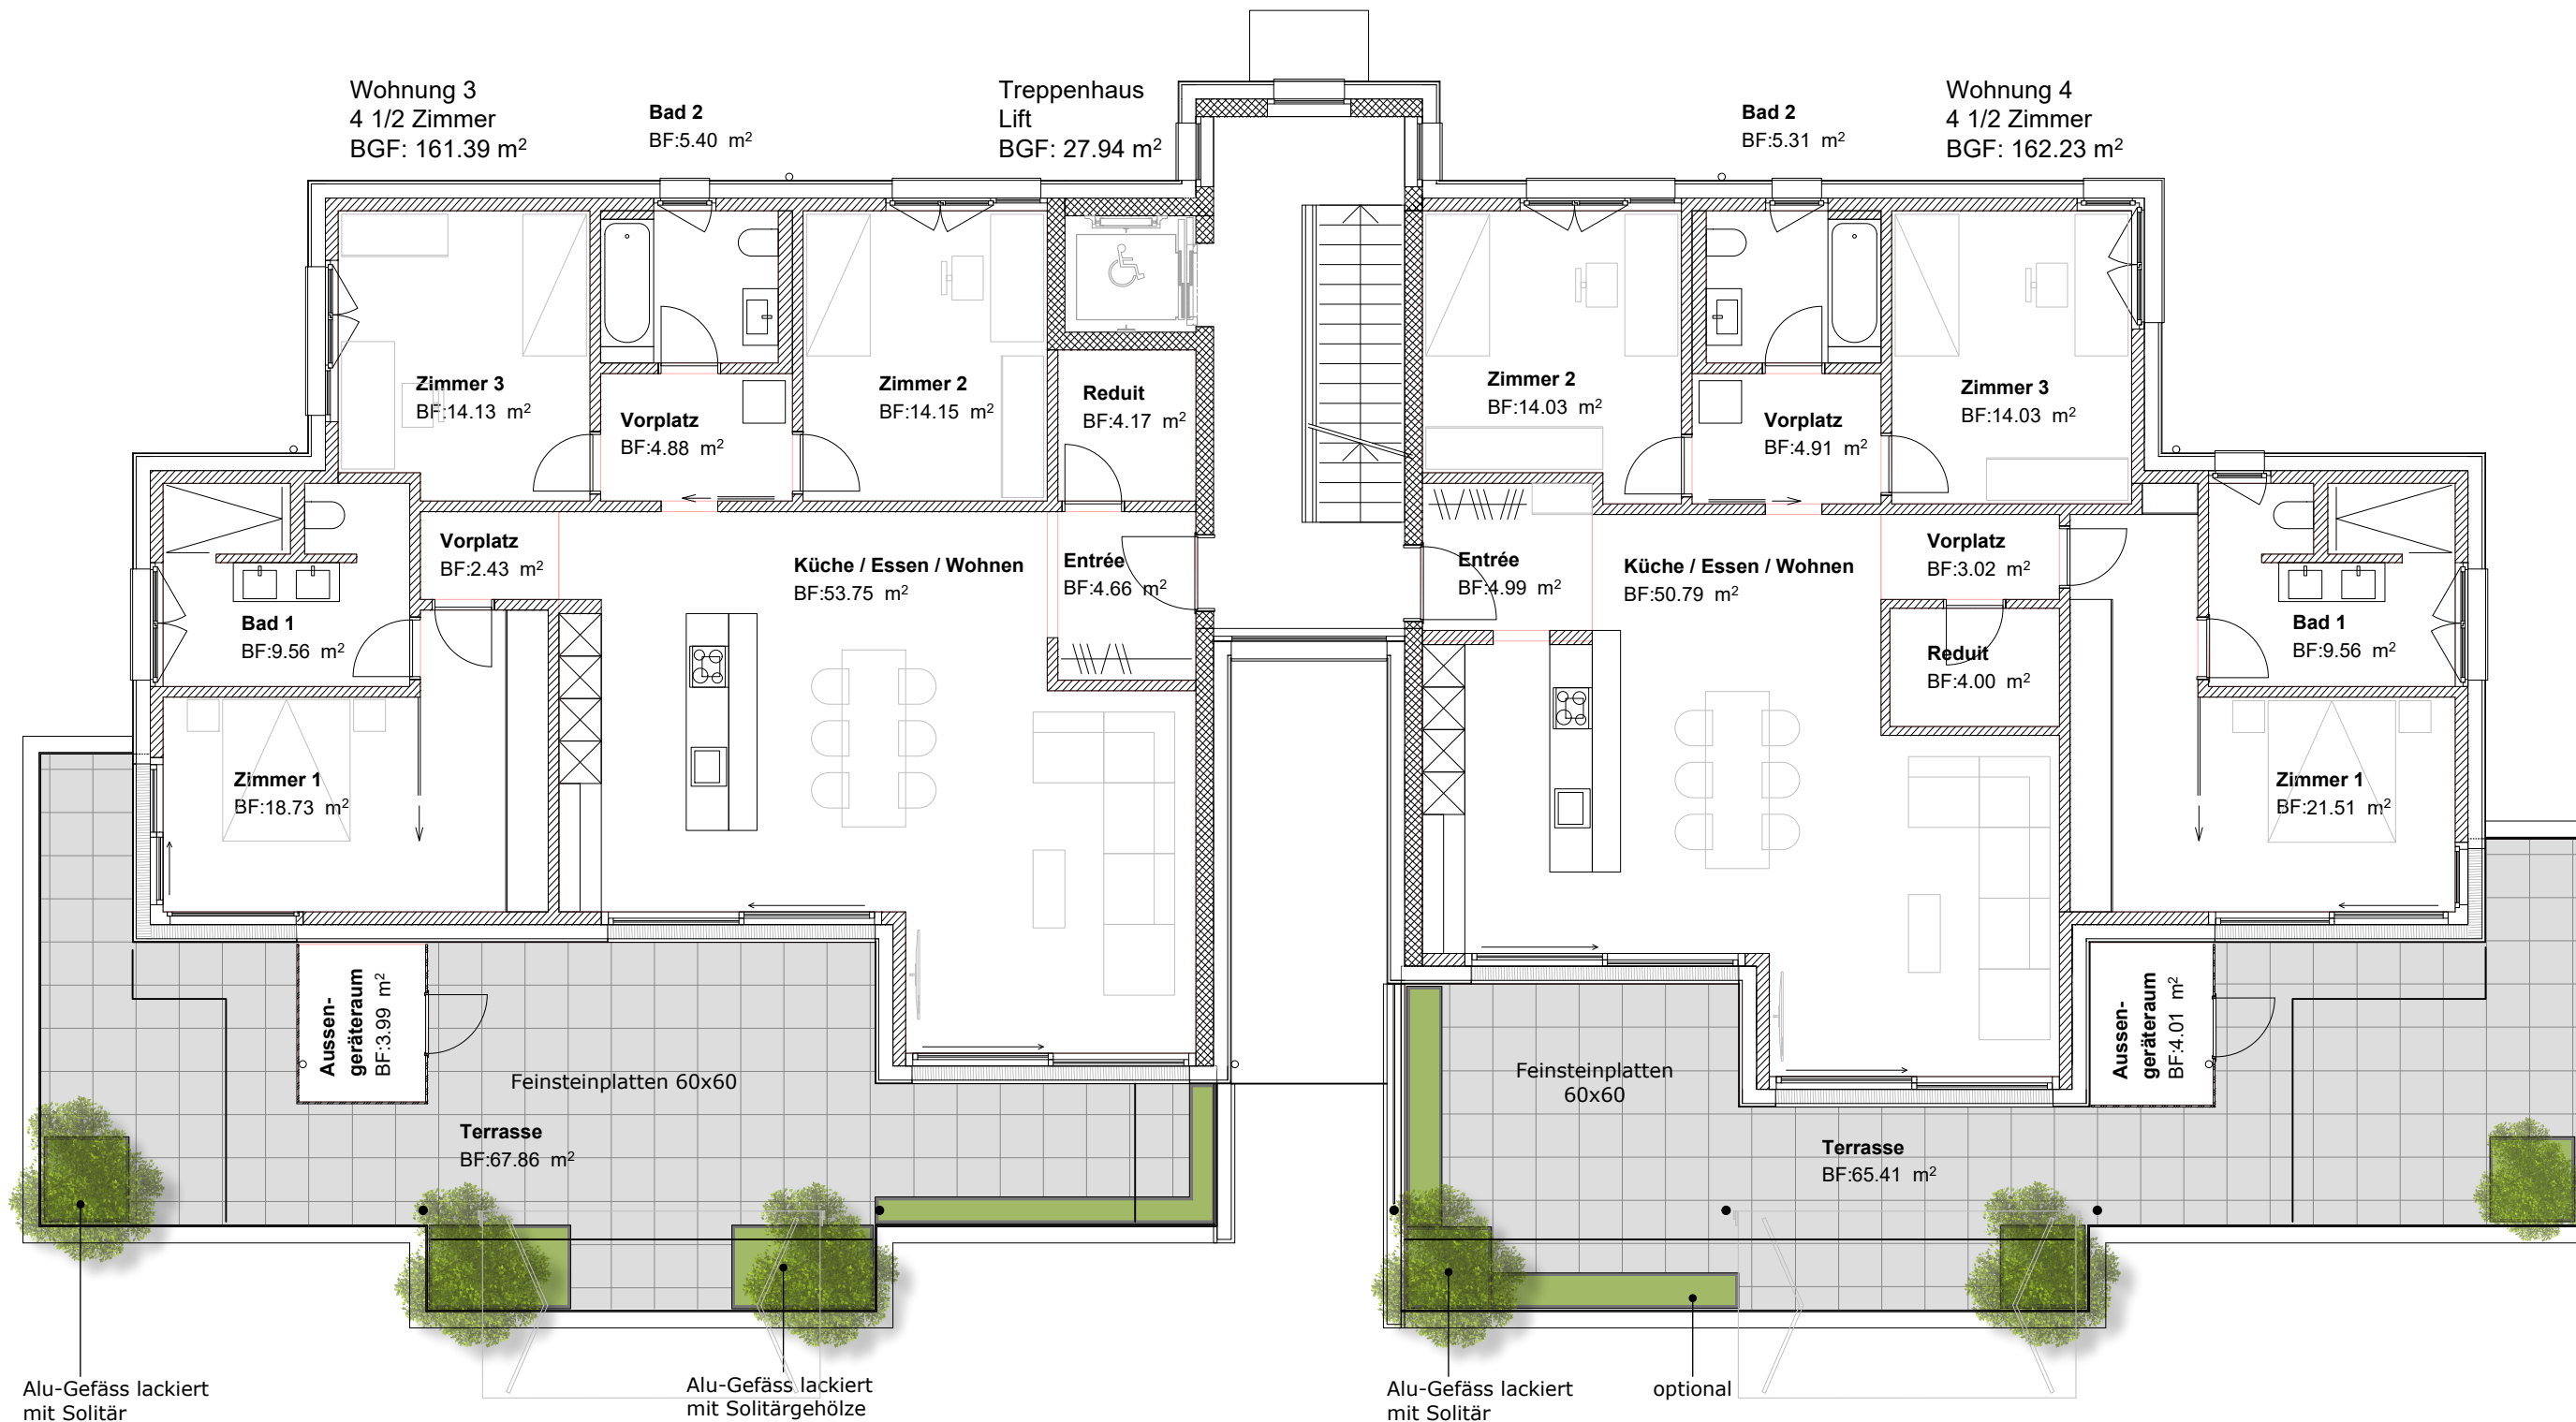 Wohnung 3
4 1/2 Zimmer
BGF: 161.39 m²
Bad 2
BF:5.40 m²
Treppenhaus
Lift
BGF: 27.94 m²
Bad 2
BF:5.31 m²
Wohnung 4
4 1/2 Zimmer
BGF: 162.23 m²
Zimmer 3
BF:14.13 m²
Vorplatz
BF:4.88 m²
Zimmer 2
BF:14.15 m²
Reduit
BF:4.17 m²
Zimmer 2
BF:14.03 m²
Vorplatz
BF:4.91 m²
Zimmer 3
BF:14.03 m²
Vorplatz
BF:2.43 m²
Küche / Essen / Wohnen
BF:53.75 m²
Entrée
BF:4.66 m²
Entrée
BF:4.99 m²
Küche / Essen / Wohnen
BF:50.79 m²
Vorplatz
BF:3.02 m²
Bad 1
BF:9.56 m²
Reduit
BF:4.00 m²
Bad 1
BF:9.56 m²
Zimmer 1
BF:18.73 m²
Zimmer 1
BF:21.51 m²
Aussen-
geräteraum
BF:3.99 m²
Feinsteinplatten 60x60
Terrasse
BF:67.86 m²
Feinsteinplatten
60x60
Terrasse
BF:65.41 m²
Aussen-
geräteraum
BF:4.01 m²
Alu-Gefäss lackiert
mit Solitär
Alu-Gefäss lackiert
mit Solitärgehölze
Alu-Gefäss lackiert
mit Solitär
optional